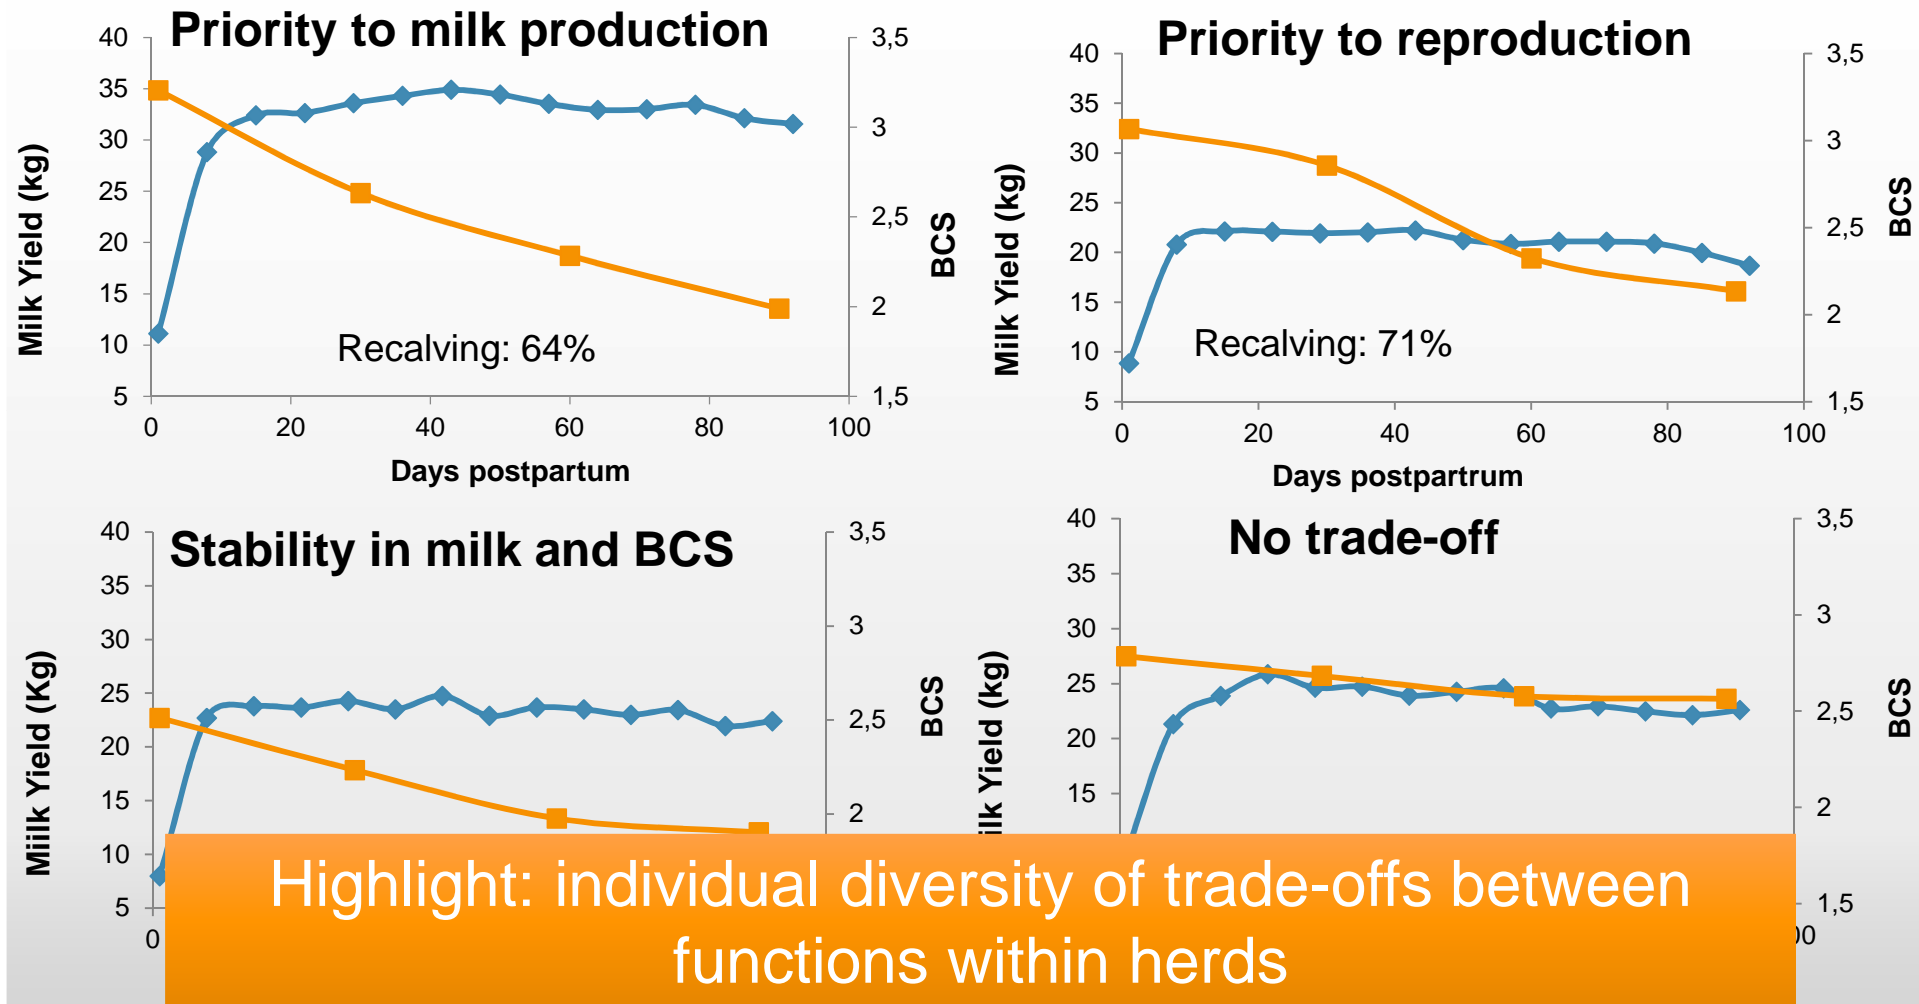 Priority to milk production
40
35
30
25
20
15
10
5
3,5
3
2,5
2
1,5
Milk Yield (kg)
BCS
Recalving: 64%
0 20 40 60 80 100
Days postpartum
Priority to reproduction
40
35
30
25
20
15
10
5
3,5
3
2,5
2
1,5
Milk Yield (kg)
BCS
Recalving: 71%
0 20 40 60 80 100
Days postpartrum
Stability in milk and BCS
40
35
30
25
20
15
10
5
3,5
3
2,5
2
Milk Yield (Kg)
BCS
0
No trade-off
40
35
30
25
20
15
3,5
3
2,5
2
1,5
Yield (kg)
BCS
Highlight: individual diversity of trade-offs between
functions within herds